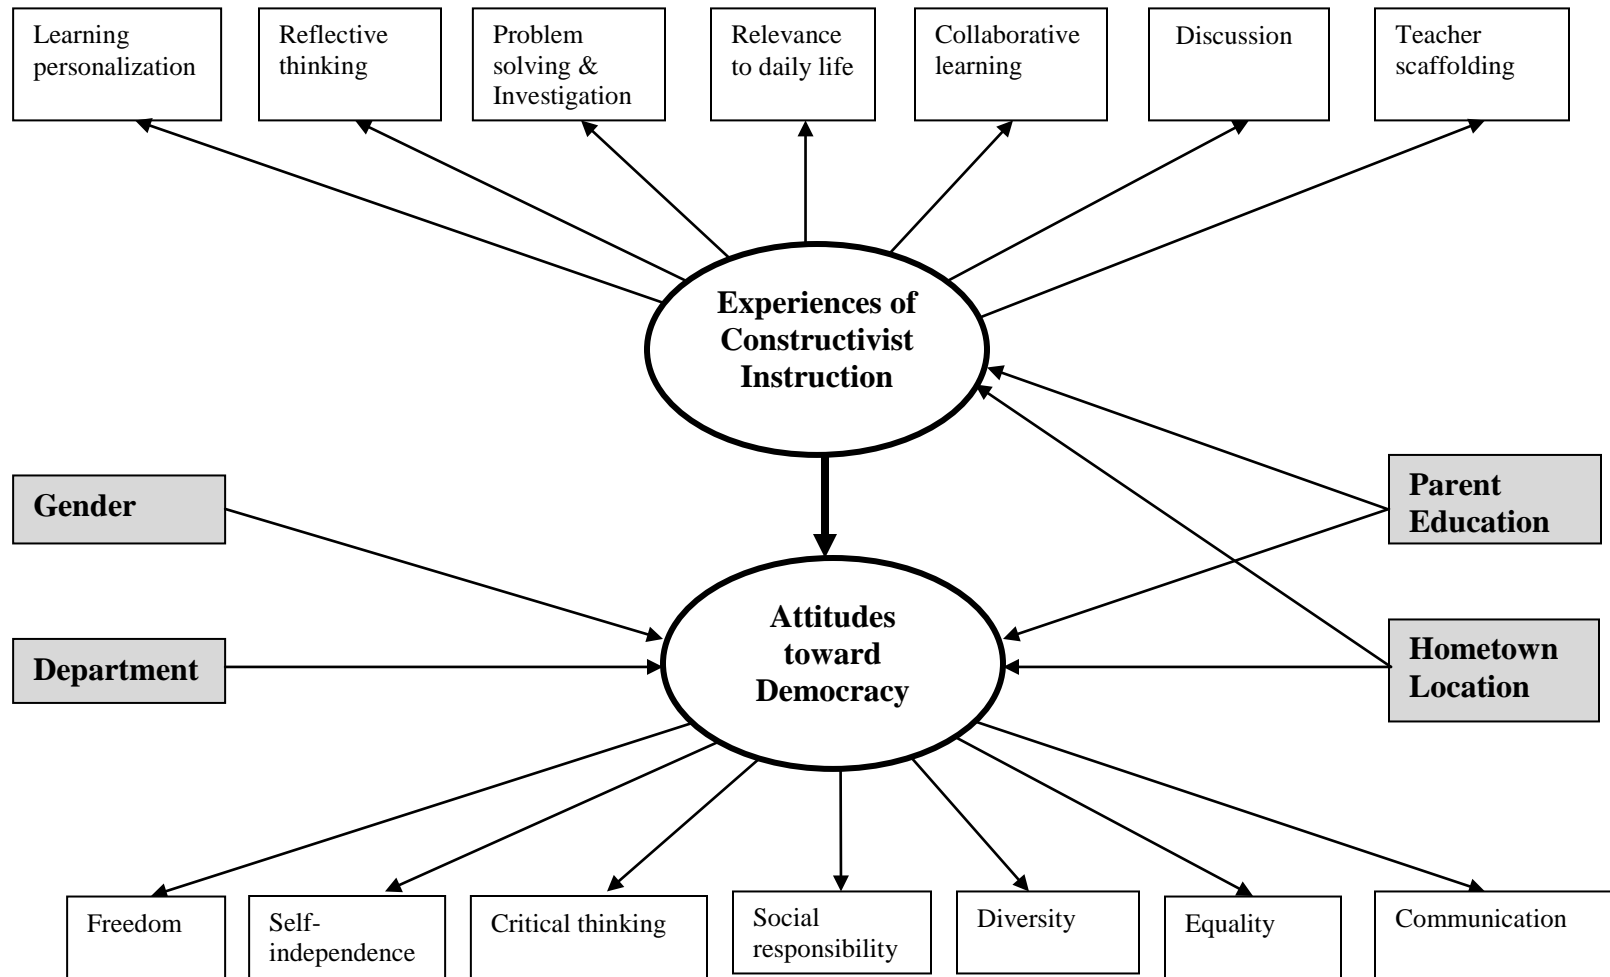 Learning
personalization
Reflective
thinking
Problem
solving &
Investigation
Relevance
to daily life
Collaborative
learning
Discussion
Teacher
scaffolding
Experiences of
Constructivist
Instruction
Gender
Parent
Education
Attitudes
toward
Democracy
Department
Hometown
Location
Freedom
Self-
independence
Critical thinking
Social
responsibility
Diversity
Equality
Communication